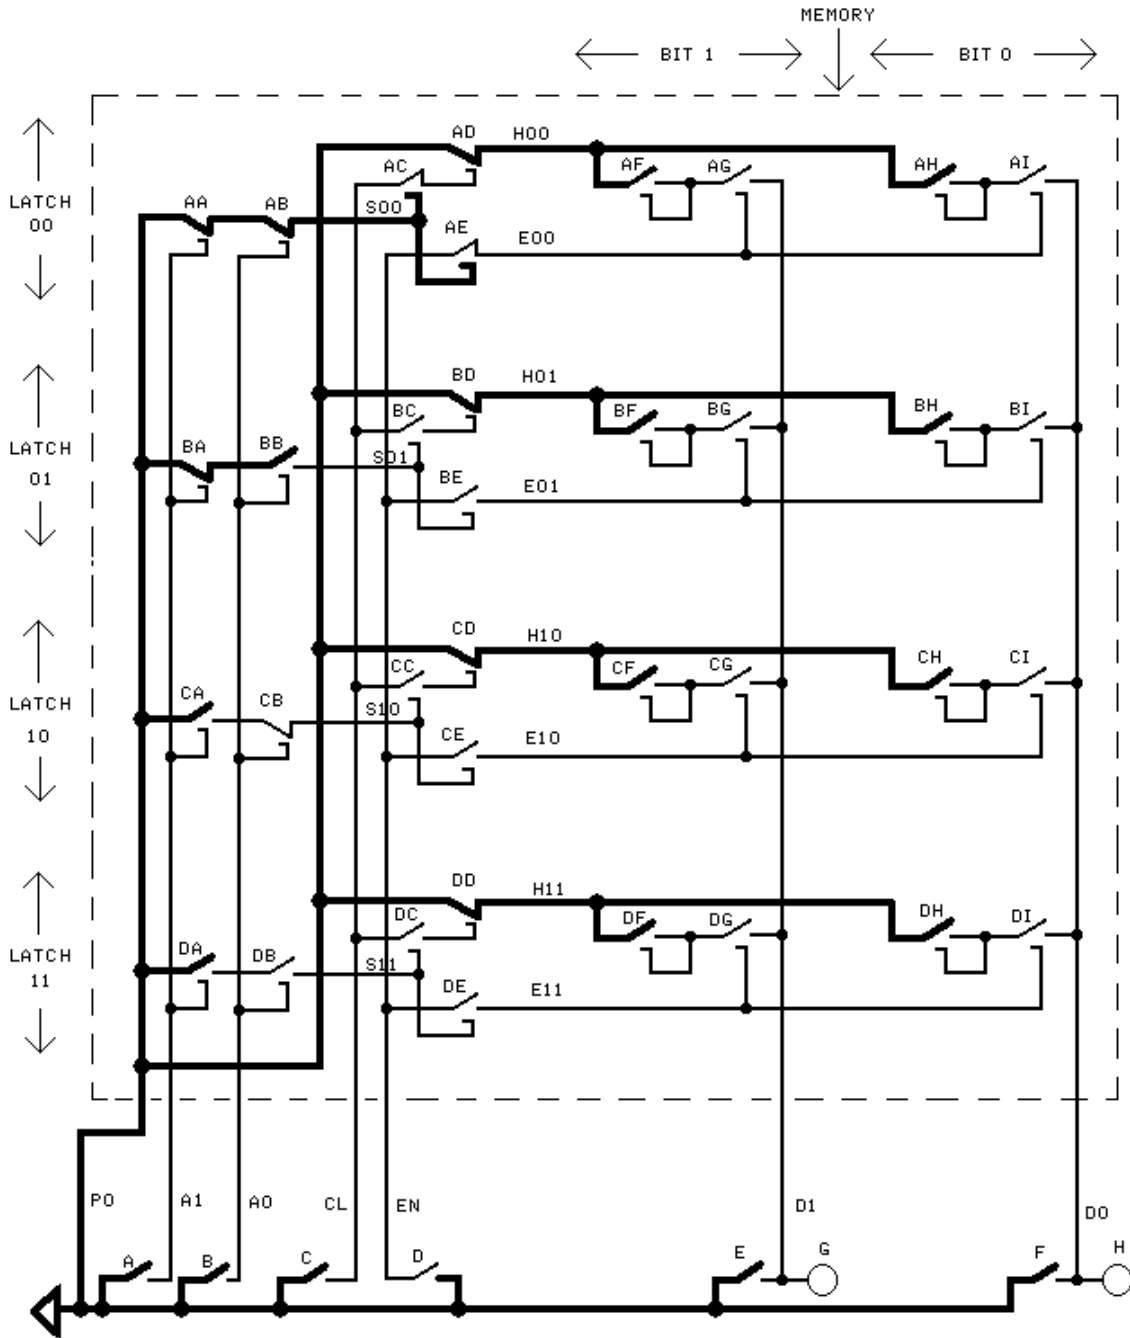 MEMORY
BIT 1
BIT 0
AD
H00
AC
AF
AG
AH
AI
LATCH
00
AA
AB
S00
AE
E00
BD
H01
BC
BF
BG
BH
BI
LATCH
01
BA
BB
S01
BE
E01
CD
H10
CC
CF
CG
CH
CI
LATCH
10
CA
CB
S10
CE
E10
DD
H11
DC
DF
DG
DH
DI
LATCH
11
DA
DB
S11
DE
E11
P0
A1
A0
CL
EN
D1
D0
A
B
C
D
E
G
F
H